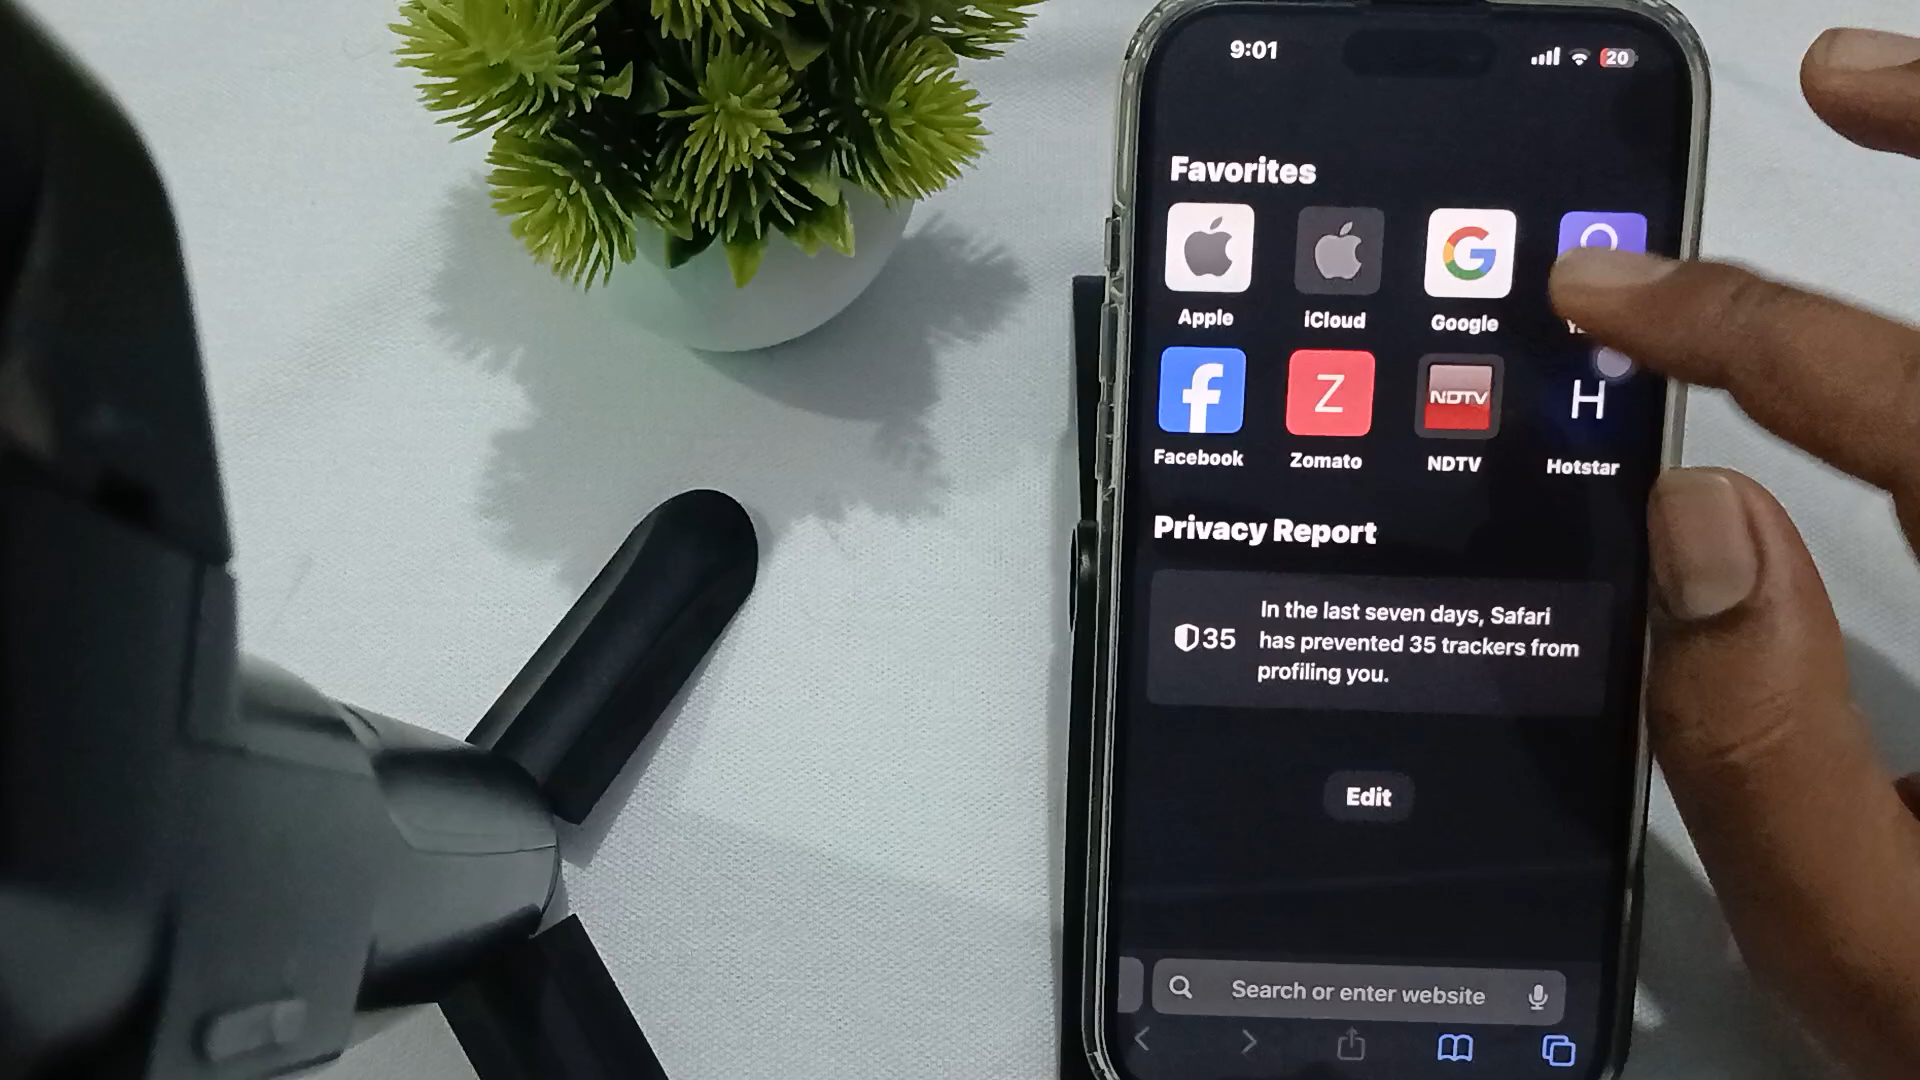 9:01
20
Favorites
Apple
iCloud
Google
Facebook
Z
Zomato
NDTV
NDTV
H
Hotstar
Privacy Report
35
In the last seven days, Safari
has prevented 35 trackers from
profiling you.
Edit
Search or enter website